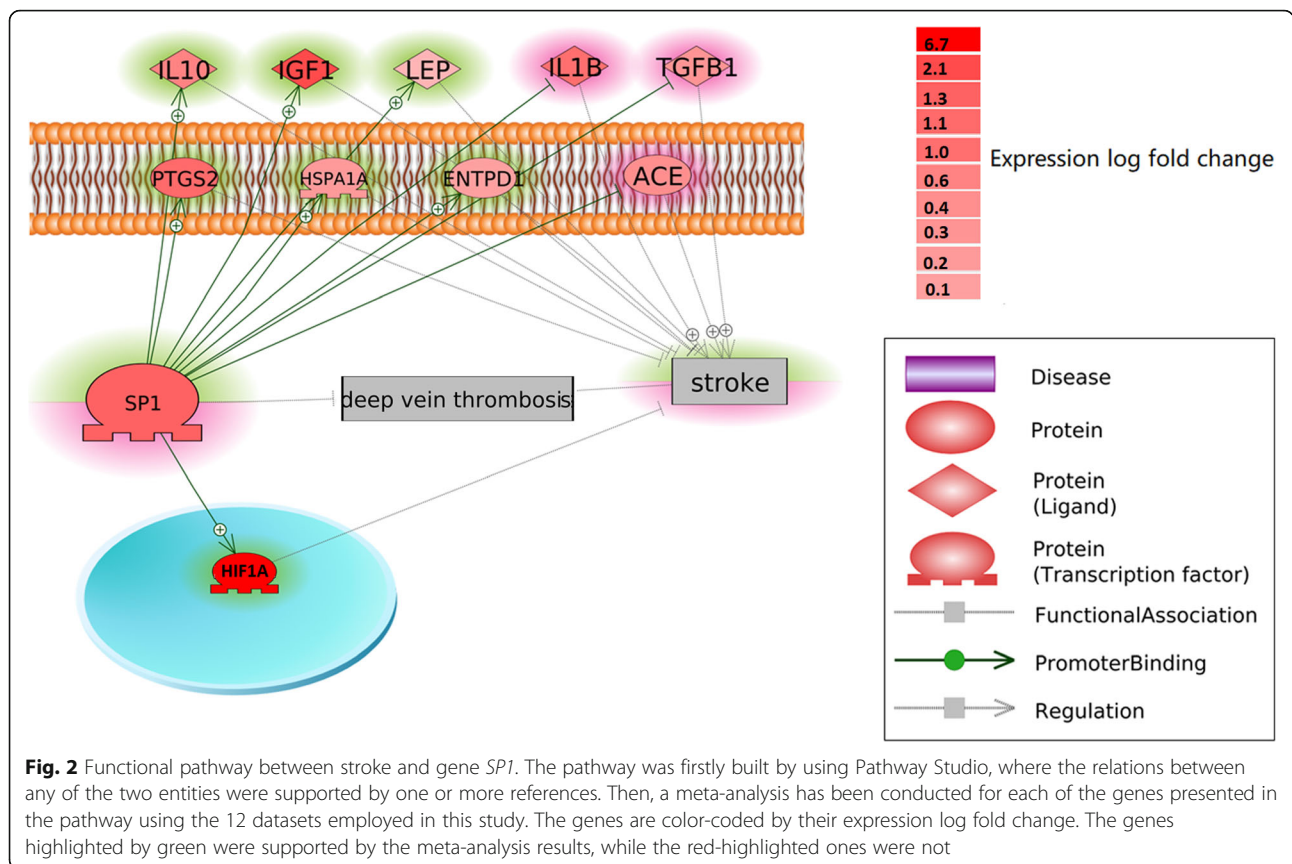 IL10
IGF1
LEP
IL1B
TGFB1
PTGS2
HSPA1A
ENTPD1
ACE
SP1
deep vein thrombosis
stroke
HIF1A
6.7
2.1
1.3
1.1
1.0
0.6
0.4
0.3
0.2
0.1
Expression log fold change
Disease
Protein
Protein
(Ligand)
Protein
(Transcription factor)
FunctionalAssociation
PromoterBinding
Regulation
Fig. 2 Functional pathway between stroke and gene SP1. The pathway was firstly built by using Pathway Studio, where the relations between
any of the two entities were supported by one or more references. Then, a meta-analysis has been conducted for each of the genes presented in
the pathway using the 12 datasets employed in this study. The genes are color-coded by their expression log fold change. The genes
highlighted by green were supported by the meta-analysis results, while the red-highlighted ones were not